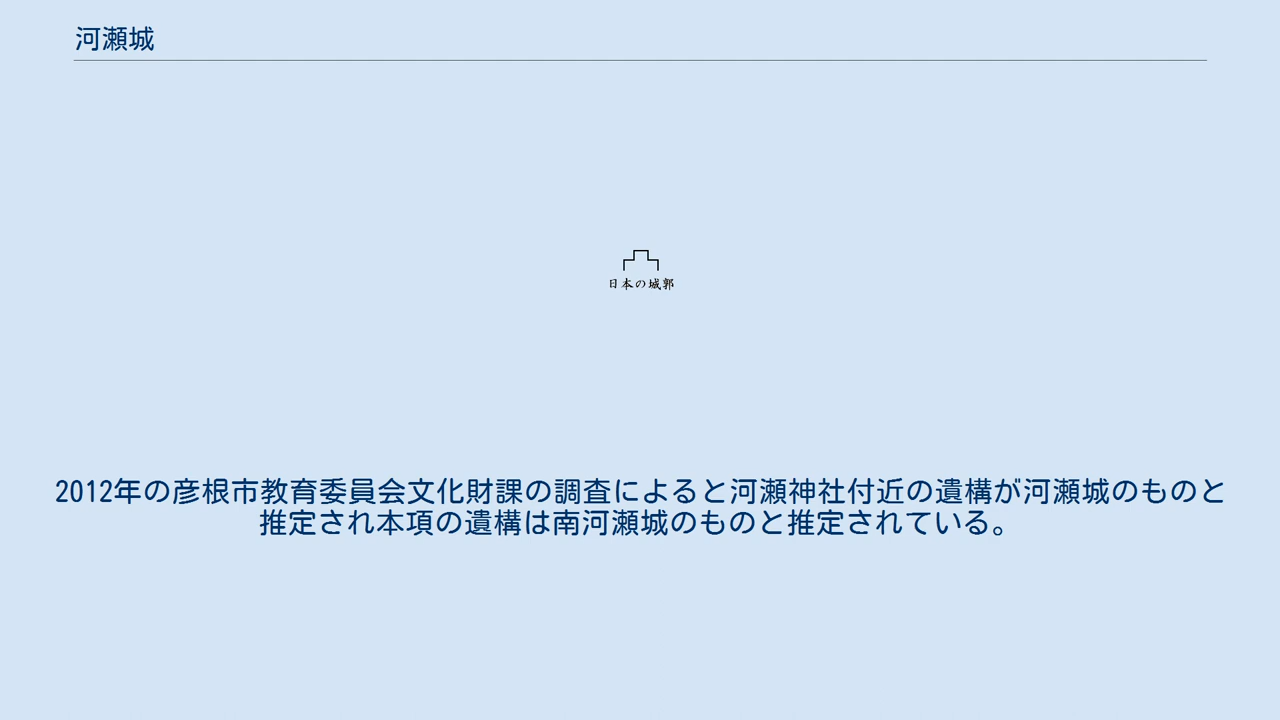 河瀬城
日本の城郭
2012年の彦根市教育委員会文化財課の調査によると河瀬神社付近の遺構が河瀬城のものと
推定され本項の遺構は南河瀬城のものと推定されている。